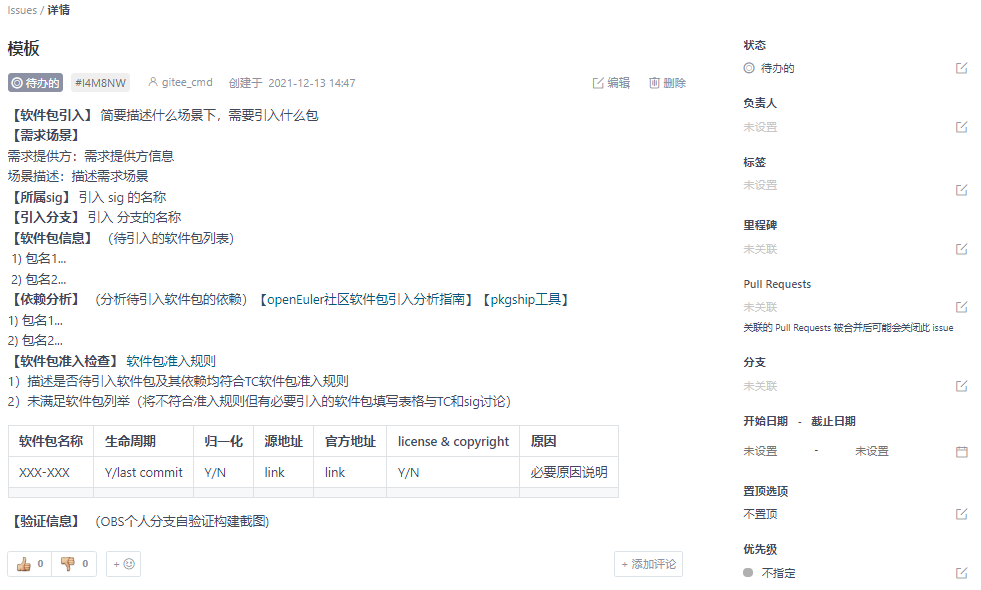 Issues / 详情
模板
待办的 #I4M8NW gitee_cmd 创建于 2021-12-13 14:47 编辑 删除
【软件包引入】 简要描述什么场景下，需要引入什么包
【需求场景】
需求提供方：需求提供方信息
场景描述：描述需求场景
【所属sig】 引入 sig 的名称
【引入分支】 引入 分支的名称
【软件包信息】 （待引入的软件包列表）
1) 包名1...
2) 包名2...
【依赖分析】 （分析待引入软件包的依赖）【openEuler社区软件包引入分析指南】【pkgship工具】
1) 包名1...
2) 包名2...
【软件包准入检查】 软件包准入规则
1）描述是否待引入软件包及其依赖均符合TC软件包准入规则
2）未满足软件包列举（将不符合准入规则但有必要引入的软件包填写表格与TC和sig讨论）
软件包名称 生命周期 归一化 源地址 官方地址 license & copyright 原因
XXX-XXX Y/last commit Y/N link link Y/N 必要原因说明
【验证信息】 （OBS个人分支自验证构建截图)
0 0 + + 添加评论
状态
待办的
负责人
未设置
标签
未设置
里程碑
未关联
Pull Requests
未关联
关联的 Pull Requests 被合并后可能会关闭此 issue
分支
未关联
开始日期 - 截止日期
未设置 - 未设置
置顶选项
不置顶
优先级
不指定